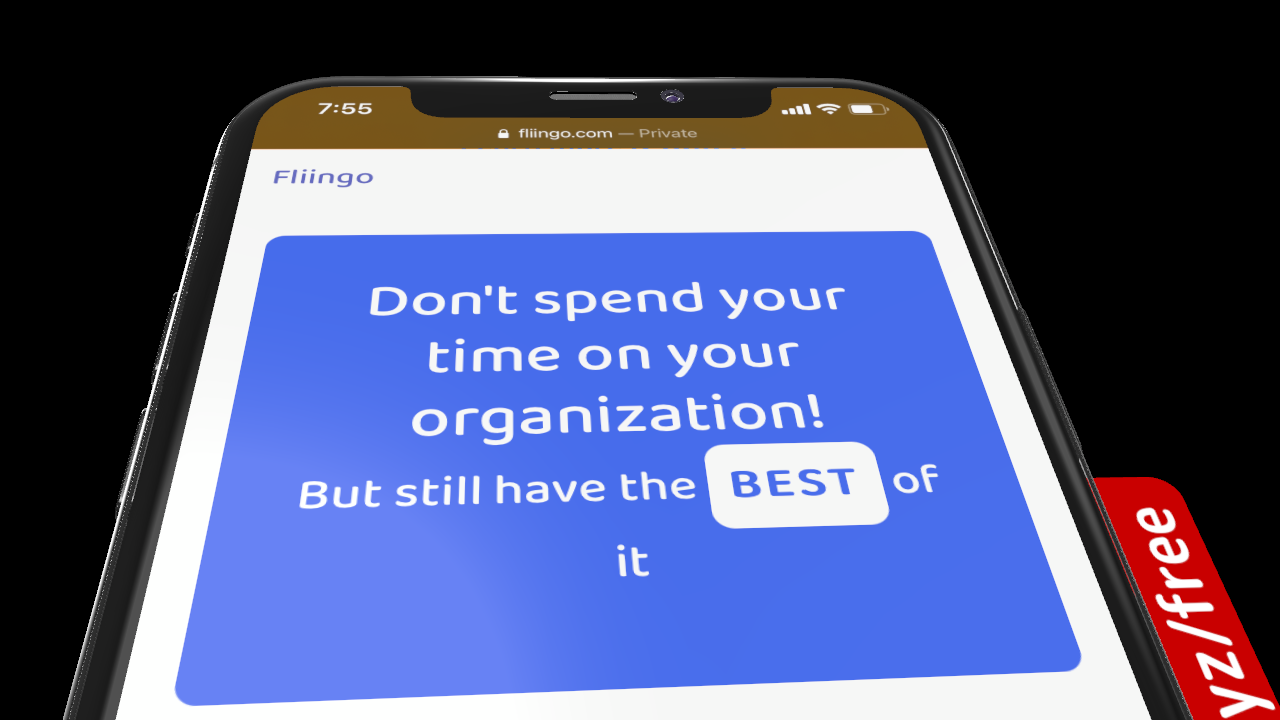 7:55
fliingo.com — Private
Fliingo
Don't spend your
time on your
organization!
But still have the BEST of
it
yz/free